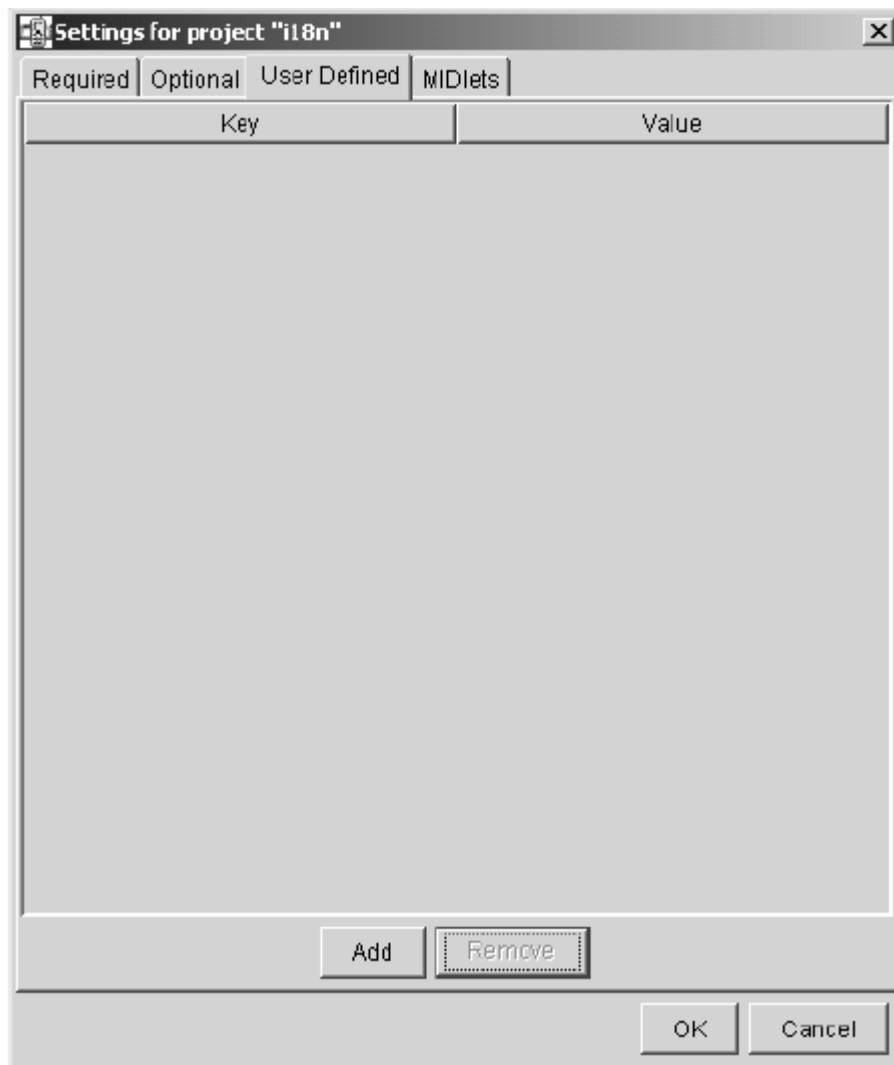 Settings for project "i18n"
Required Optional User Defined MIDlets
Key Value
Add Remove
OK Cancel